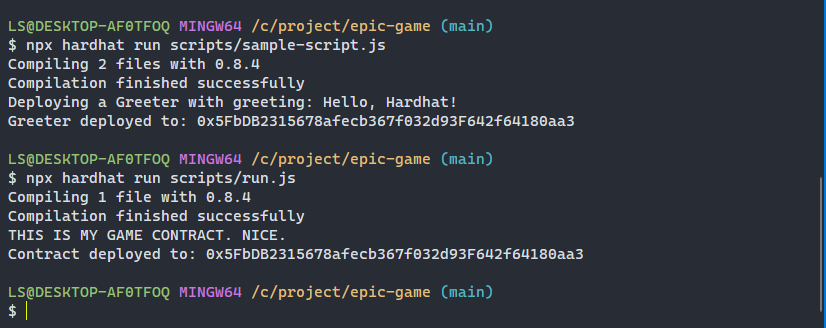 LS@DESKTOP-AF0TFOQ MINGW64 /c/project/epic-game (main)
$ npx hardhat run scripts/sample-script.js
Compiling 2 files with 0.8.4
Compilation finished successfully
Deploying a Greeter with greeting: Hello, Hardhat!
Greeter deployed to: 0x5FbDB2315678afecb367f032d93F642f64180aa3
LS@DESKTOP-AF0TFOQ MINGW64 /c/project/epic-game (main)
$ npx hardhat run scripts/run.js
Compiling 1 file with 0.8.4
Compilation finished successfully
THIS IS MY GAME CONTRACT. NICE.
Contract deployed to: 0x5FbDB2315678afecb367f032d93F642f64180aa3
LS@DESKTOP-AF0TFOQ MINGW64 /c/project/epic-game (main)
$